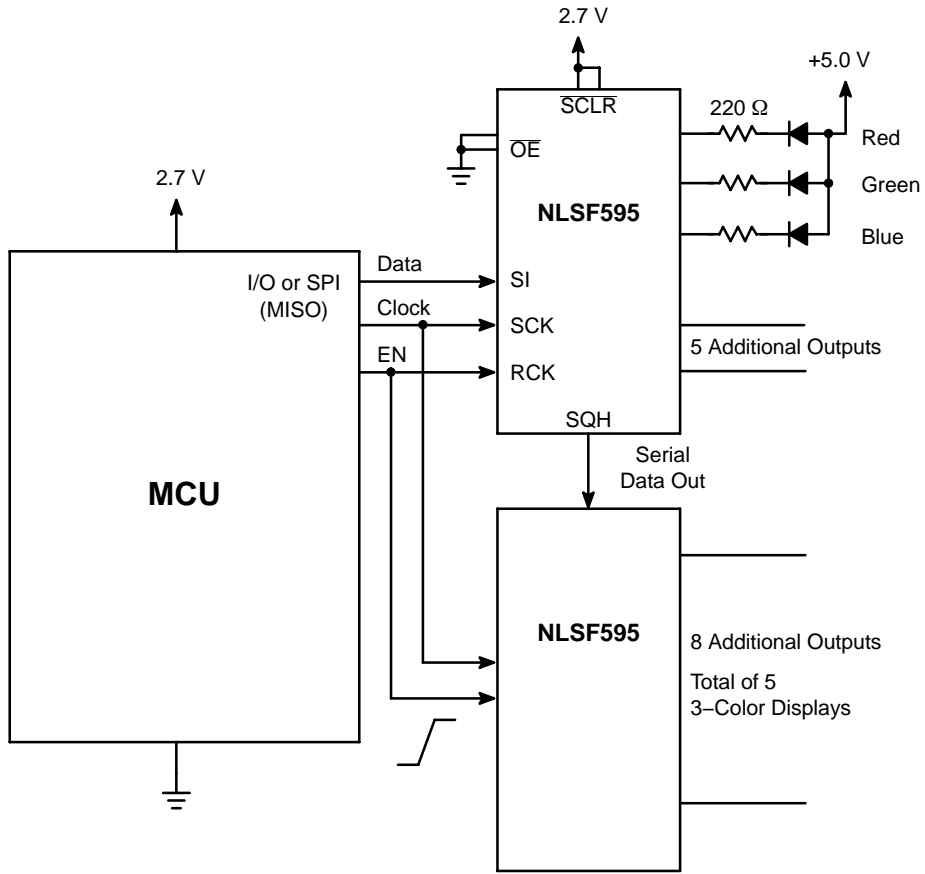 2.7 V
+5.0 V
SCLR
220 Ω
OE
Red
2.7 V
Green
NLSF595
Blue
I/O or SPI
(MISO)
Data
SI
Clock
SCK
5 Additional Outputs
EN
RCK
SQH
Serial
Data Out
MCU
NLSF595
8 Additional Outputs
Total of 5
3−Color Displays